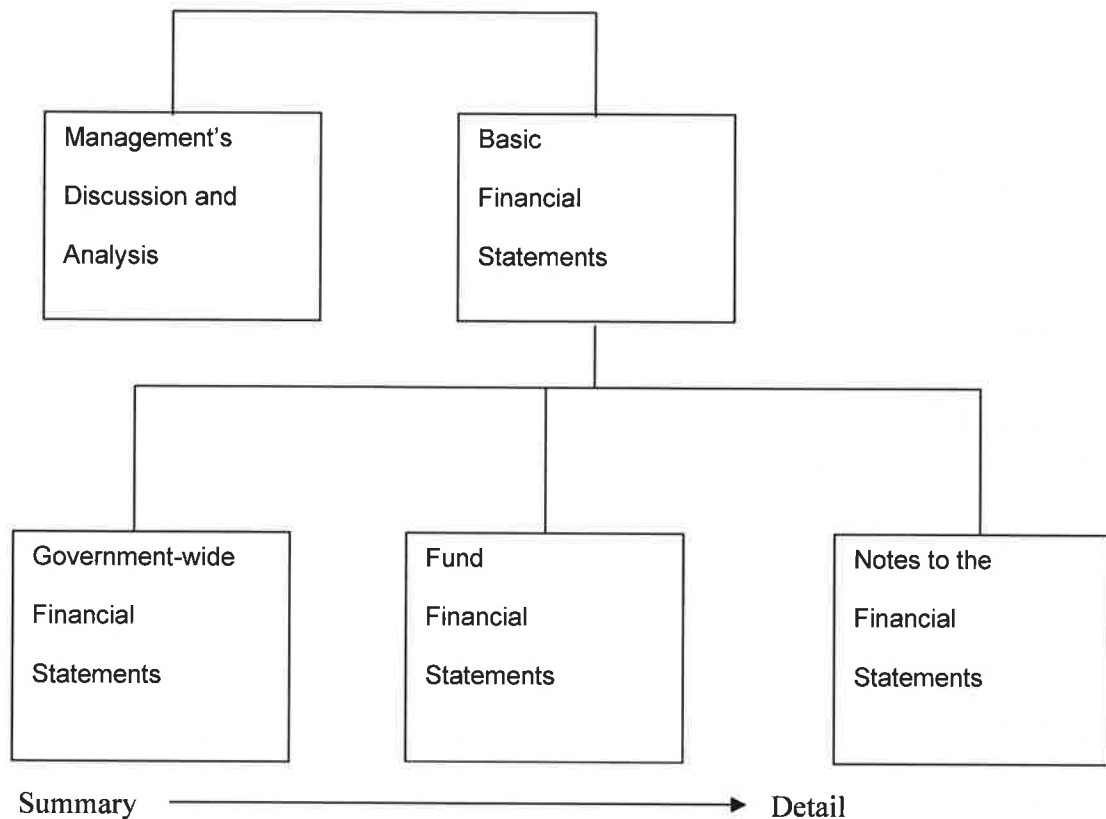 Management's
Discussion and
Analysis
Basic
Financial
Statements
Government-wide
Financial
Statements
Fund
Financial
Statements
Notes to the
Financial
Statements
Summary
Detail